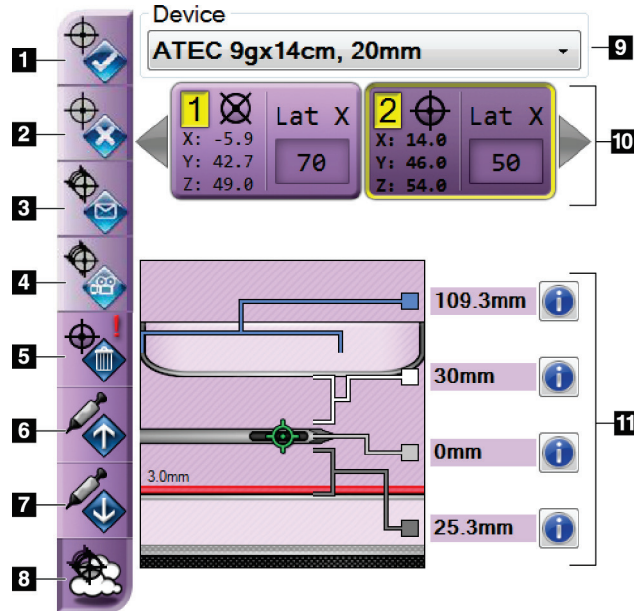 Device
ATEC 9gx14cm, 20mm
1
2
3
4
5
6
7
8
9
10
11
1
X: -5.9
Y: 42.7
Z: 49.0
Lat X
70
2
X: 14.0
Y: 46.0
Z: 54.0
Lat X
50
109.3mm
30mm
0mm
3.0mm
25.3mm